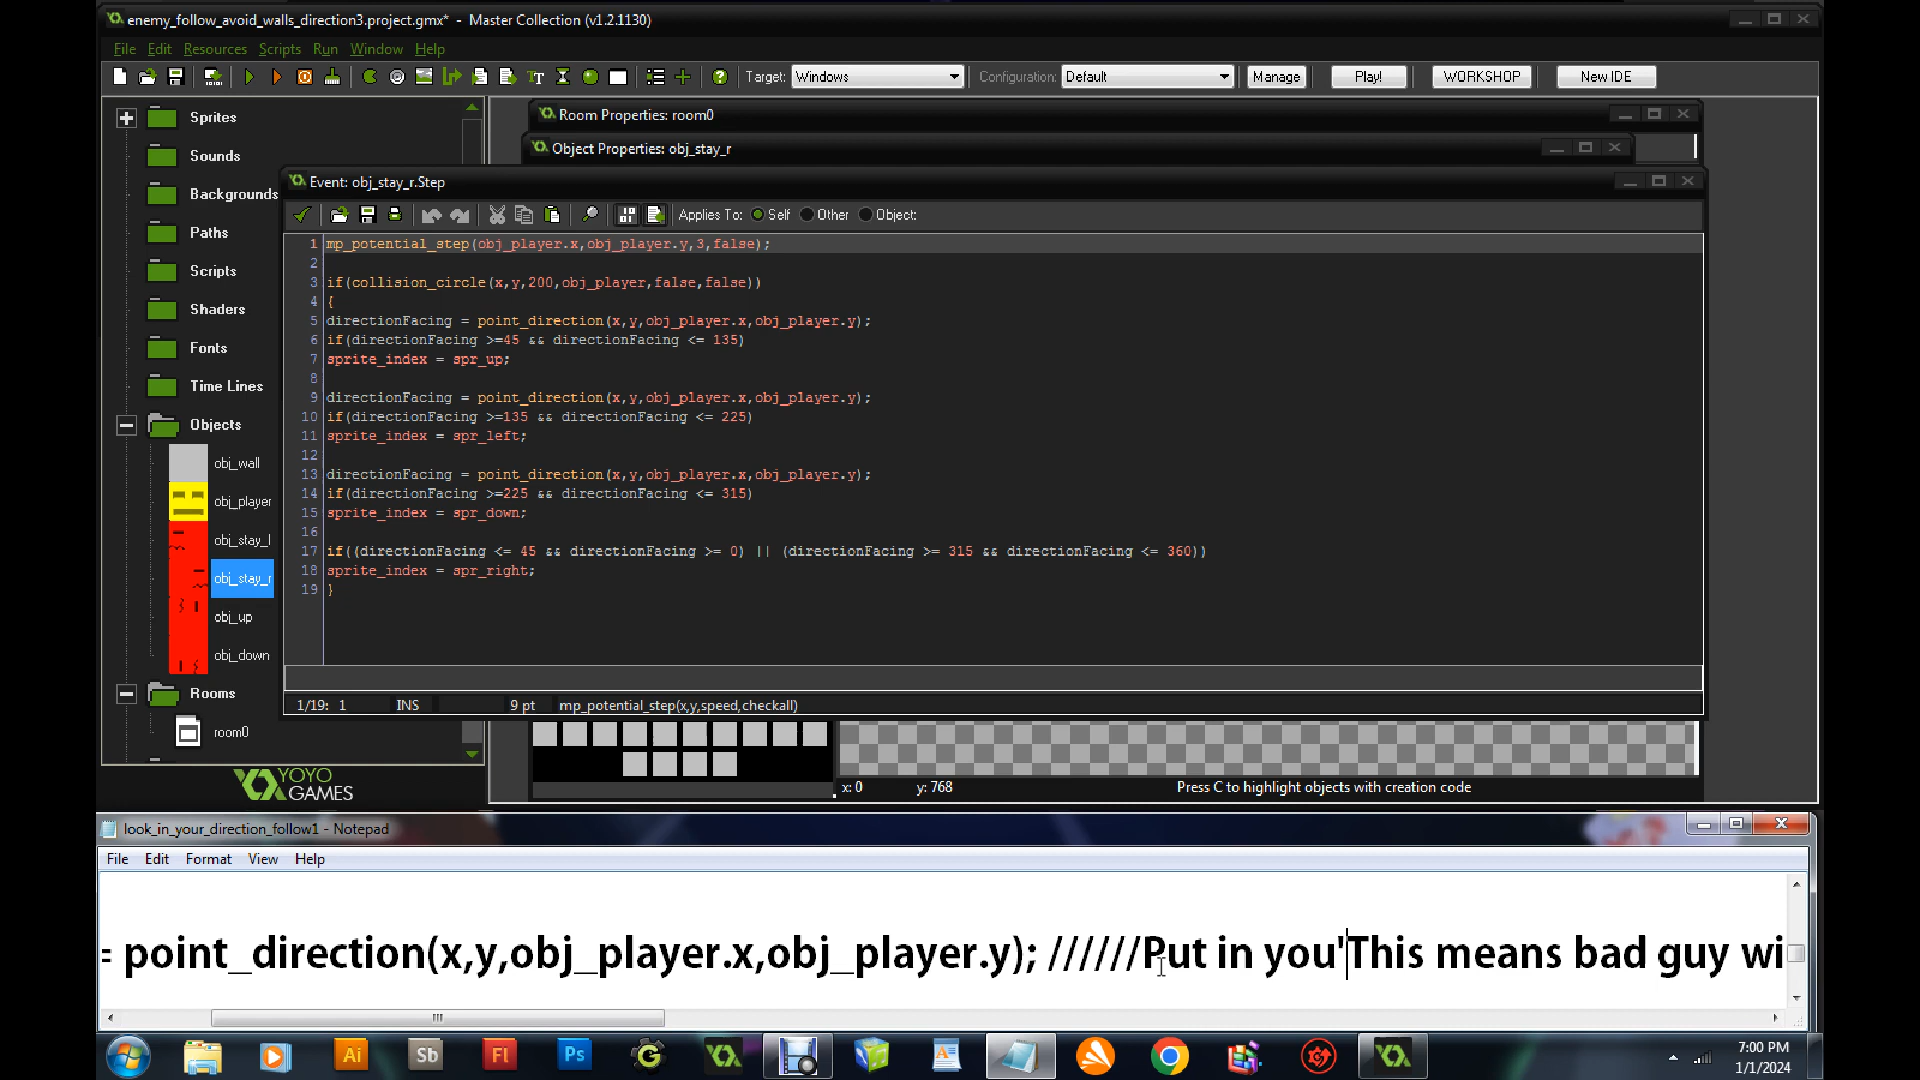 enemy_follow_avoid_walls_direction3.project.gmx* - Master Collection (v1.2.1130)
File Edit Resources Scripts Run Window Help
Target: Windows Configuration: Default Manage Play! WORKSHOP New IDE
Sprites
Sounds
Backgrounds
Paths
Scripts
Shaders
Fonts
Time Lines
Objects
obj_wall
obj_player
obj_stay_l
obj_stay_r
obj_up
obj_down
Rooms
room0
YOYO
GAMES
Room Properties: room0
Object Properties: obj_stay_r
Event: obj_stay_r.Step
Applies To: Self Other Object:
1 mp_potential_step(obj_player.x,obj_player.y,3,false);
2
3 if(collision_circle(x,y,200,obj_player,false,false))
4 {
5 directionFacing = point_direction(x,y,obj_player.x,obj_player.y);
6 if(directionFacing >=45 && directionFacing <= 135)
7 sprite_index = spr_up;
8
9 directionFacing = point_direction(x,y,obj_player.x,obj_player.y);
10 if(directionFacing >=135 && directionFacing <= 225)
11 sprite_index = spr_left;
12
13 directionFacing = point_direction(x,y,obj_player.x,obj_player.y);
14 if(directionFacing >=225 && directionFacing <= 315)
15 sprite_index = spr_down;
16
17 if((directionFacing <= 45 && directionFacing >= 0) || (directionFacing >= 315 && directionFacing <= 360))
18 sprite_index = spr_right;
19 }
1/19: 1 INS 9 pt mp_potential_step(x,y,speed,checkall)
x: 0 y: 768 Press C to highlight objects with creation code
look_in_your_direction_follow1 - Notepad
File Edit Format View Help
= point_direction(x,y,obj_player.x,obj_player.y); //////Put in you'This means bad guy wi
Ai Sb Fl Ps
7:00 PM
1/1/2024